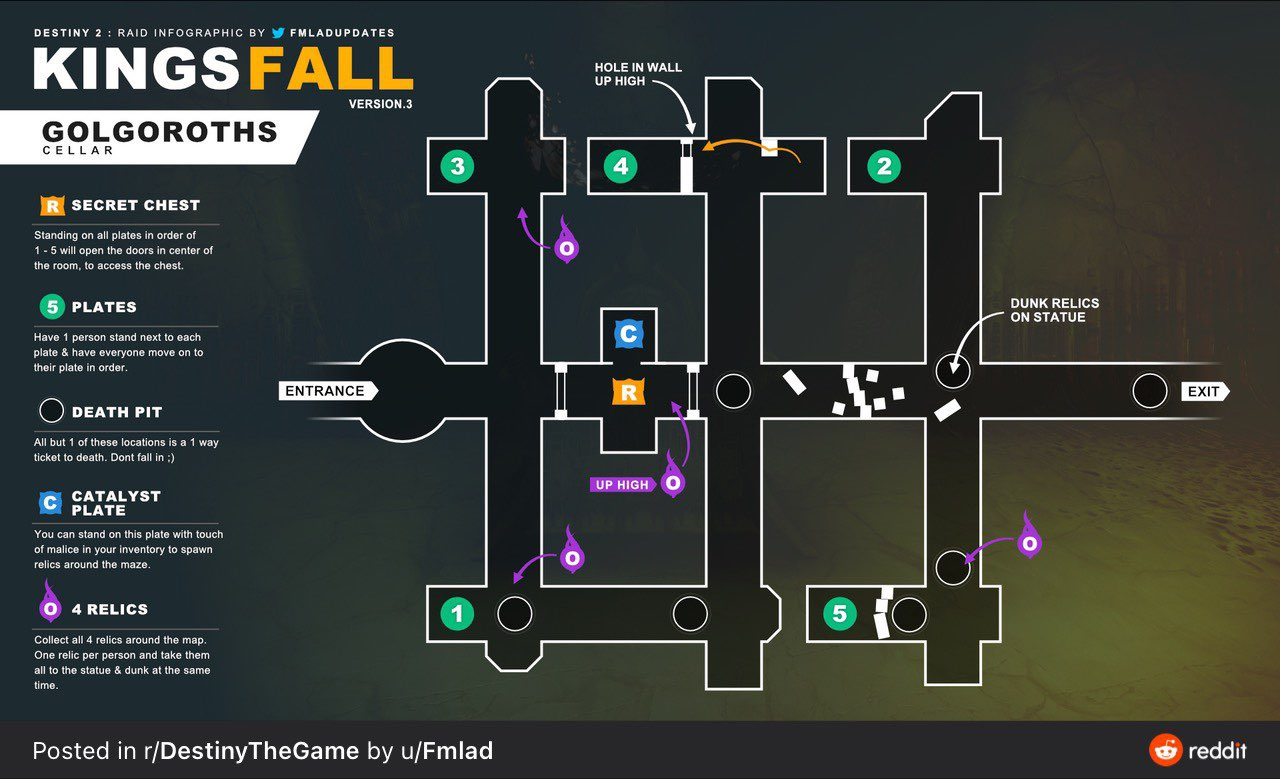 DESTINY 2 : RAID INFOGRAPHIC BY FMLADUPDATES
KINGSFALL
VERSION.3
GOLGOROTHS
CELLAR
R SECRET CHEST
Standing on all plates in order of
1 - 5 will open the doors in center of
the room, to access the chest.
5 PLATES
Have 1 person stand next to each
plate & have everyone move on to
their plate in order.
DEATH PIT
All but 1 of these locations is a 1 way
ticket to death. Dont fall in ;)
C CATALYST
PLATE
You can stand on this plate with touch
of malice in your inventory to spawn
relics around the maze.
O 4 RELICS
Collect all 4 relics around the map.
One relic per person and take them
all to the statue & dunk at the same
time.
HOLE IN WALL
UP HIGH
3
4
2
O
DUNK RELICS
ON STATUE
C
ENTRANCE
R
EXIT
UP HIGH
O
O
O
1
5
Posted in r/DestinyTheGame by u/Fmlad
reddit